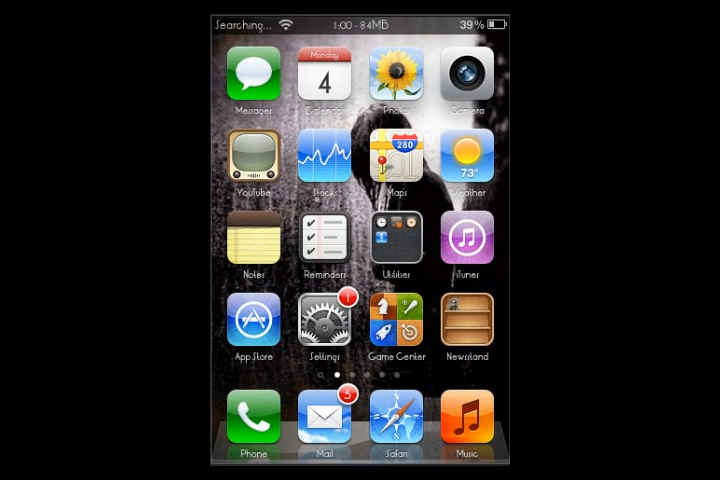 Searching... 1:00 - 84MB 39%
Monday
4
Messages Calendar Photos Camera
280
73°
YouTube Stocks Maps Weather
Notes Reminders Utilities iTunes
1
App Store Settings Game Center Newsstand
5
Phone Mail Safari Music